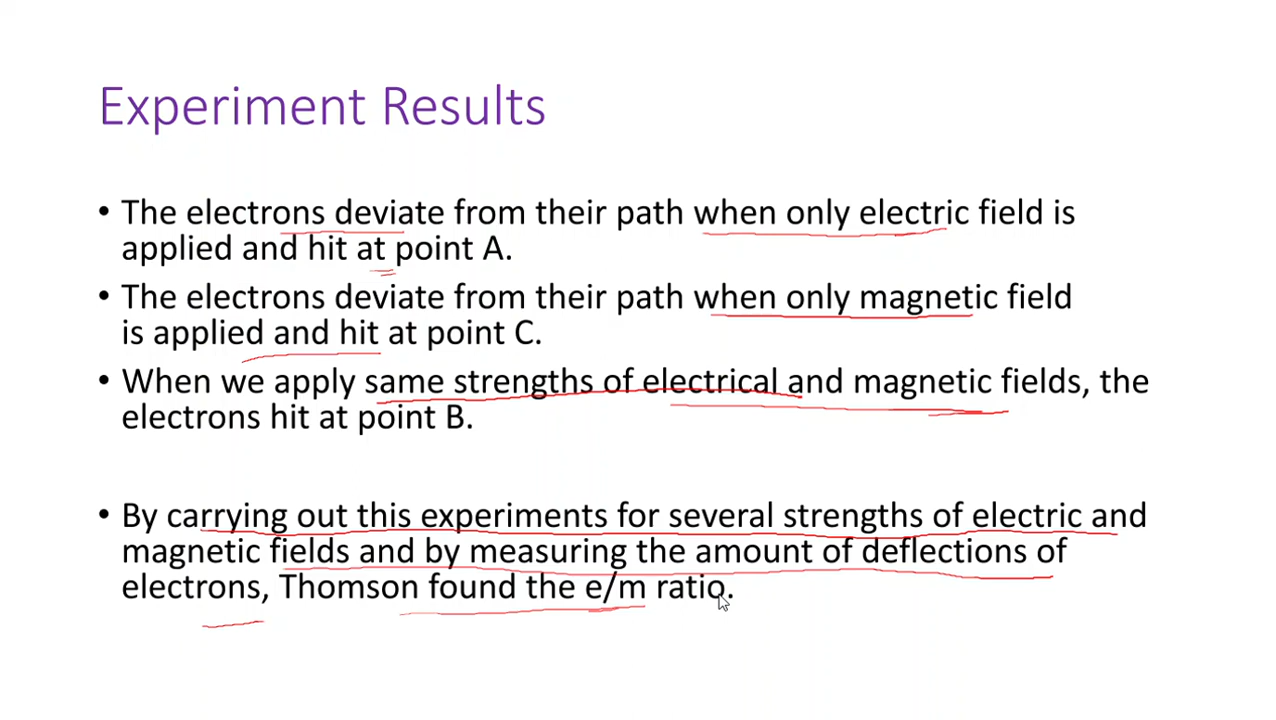 Experiment Results
• The electrons deviate from their path when only electric field is
applied and hit at point A.
• The electrons deviate from their path when only magnetic field
is applied and hit at point C.
• When we apply same strengths of electrical and magnetic fields, the
electrons hit at point B.
• By carrying out this experiments for several strengths of electric and
magnetic fields and by measuring the amount of deflections of
electrons, Thomson found the e/m ratio.